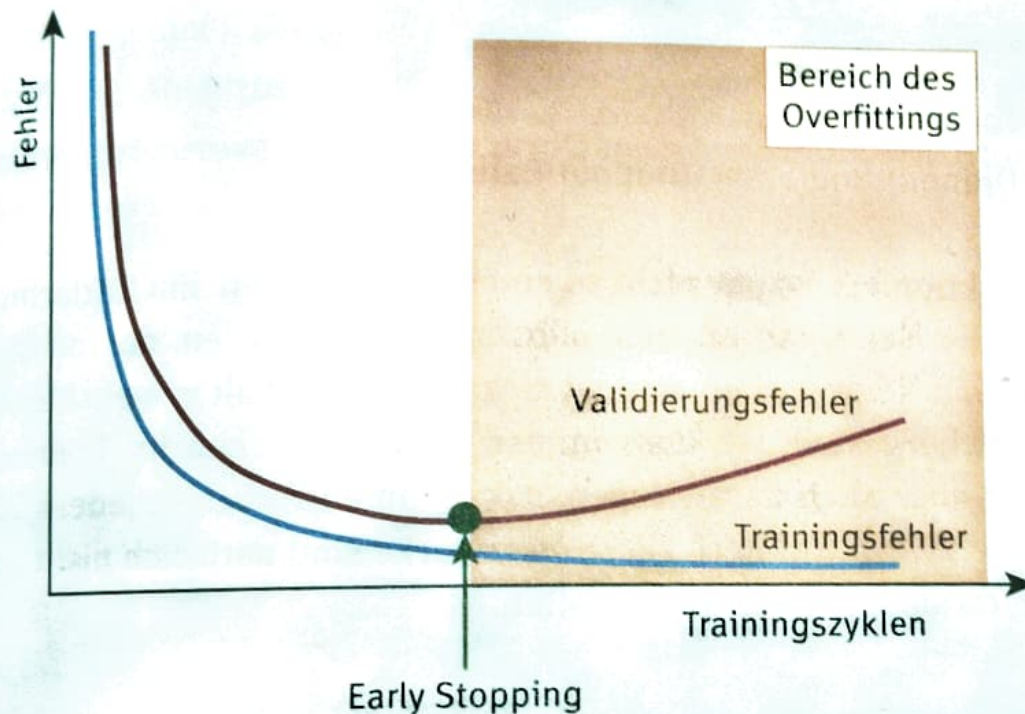 Fehler
Bereich des
Overfittings
Validierungsfehler
Trainingsfehler
Trainingszyklen
Early Stopping